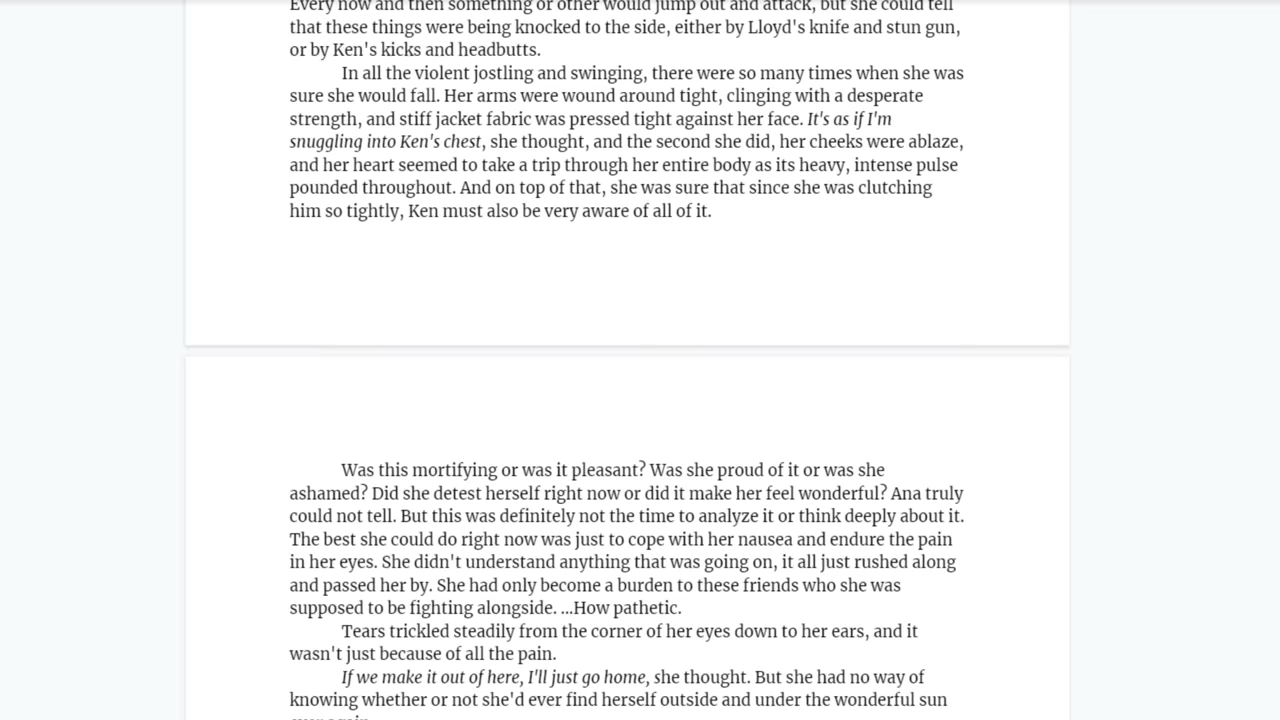 Every now and then something or other would jump out and attack, but she could tell
that these things were being knocked to the side, either by Lloyd's knife and stun gun,
or by Ken's kicks and headbutts.
In all the violent jostling and swinging, there were so many times when she was
sure she would fall. Her arms were wound around tight, clinging with a desperate
strength, and stiff jacket fabric was pressed tight against her face. It's as if I'm
snuggling into Ken's chest, she thought, and the second she did, her cheeks were ablaze,
and her heart seemed to take a trip through her entire body as its heavy, intense pulse
pounded throughout. And on top of that, she was sure that since she was clutching
him so tightly, Ken must also be very aware of all of it.
Was this mortifying or was it pleasant? Was she proud of it or was she
ashamed? Did she detest herself right now or did it make her feel wonderful? Ana truly
could not tell. But this was definitely not the time to analyze it or think deeply about it.
The best she could do right now was just to cope with her nausea and endure the pain
in her eyes. She didn't understand anything that was going on, it all just rushed along
and passed her by. She had only become a burden to these friends who she was
supposed to be fighting alongside. ...How pathetic.
Tears trickled steadily from the corner of her eyes down to her ears, and it
wasn't just because of all the pain.
If we make it out of here, I'll just go home, she thought. But she had no way of
knowing whether or not she'd ever find herself outside and under the wonderful sun